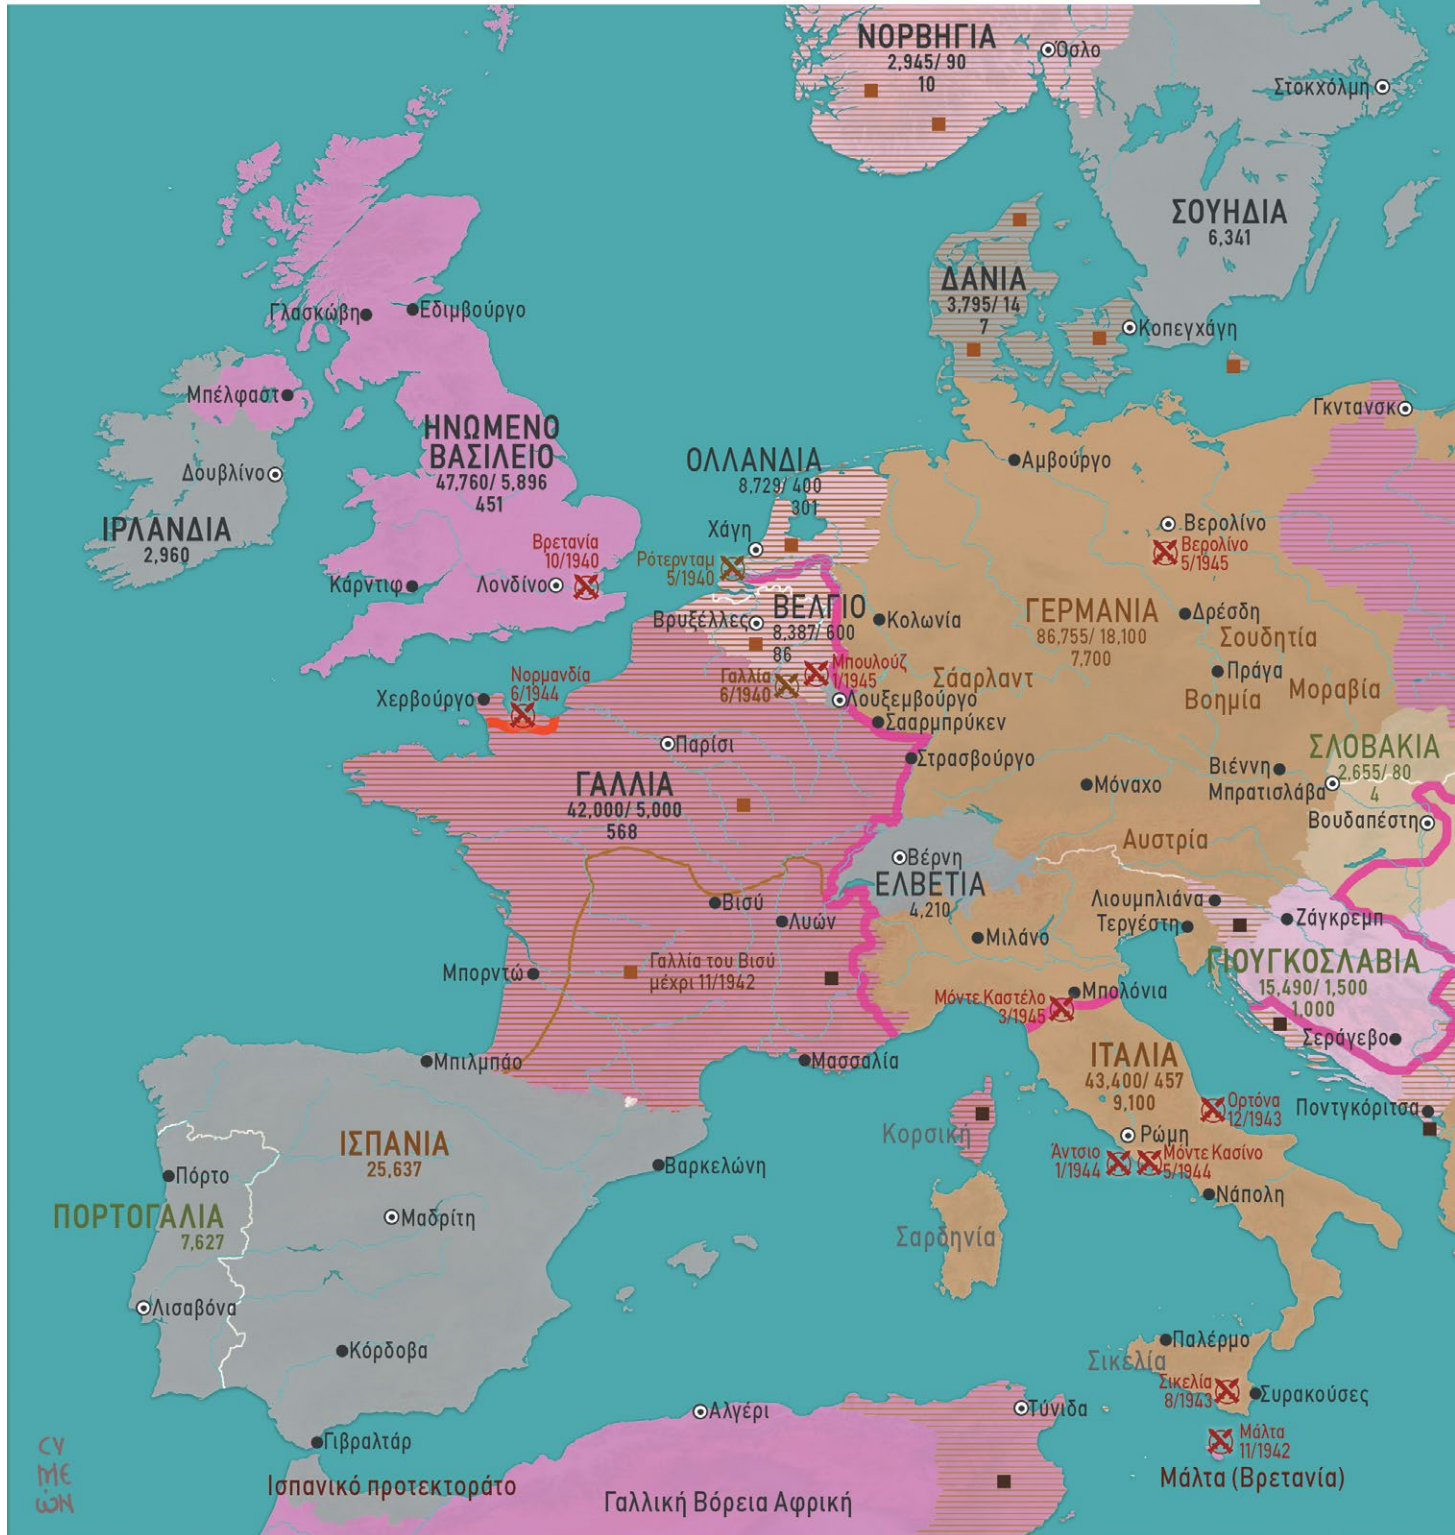 ΝΟΡΒΗΓΙΑ
2,945/ 90
10
Όσλο
Στοκχόλμη
ΣΟΥΗΔΙΑ
6,341
ΔΑΝΙΑ
3,795/ 14
7
Κοπεγχάγη
Γλασκώβη
Εδιμβούργο
Μπέλφαστ
Γκντανσκ
ΗΝΩΜΕΝΟ
ΒΑΣΙΛΕΙΟ
47,760/ 5,896
451
Δουβλίνο
ΙΡΛΑΝΔΙΑ
2,960
ΟΛΛΑΝΔΙΑ
8,729/ 400
301
Αμβούργο
Χάγη
Βερολίνο
Βερολίνο
5/1945
Βρετανία
10/1940
Ρότερνταμ
5/1940
Κάρντιφ
Λονδίνο
Βρυξέλλες
ΒΕΛΓΙΟ
8,387/ 600
86
Κολωνία
ΓΕΡΜΑΝΙΑ
86,755/ 18,100
7,700
Δρέσδη
Σουδητία
Πράγα
Βοημία
Μοραβία
Μπουλούζ
1/1945
Γαλλία
6/1940
Σάαρλαντ
Λουξεμβούργο
Σααρμπρύκεν
Χερβούργο
Νορμανδία
6/1944
Παρίσι
Στρασβούργο
ΣΛΟΒΑΚΙΑ
2,655/ 80
4
Βιέννη
Μπρατισλάβα
Μόναχο
Βουδαπέστη
ΓΑΛΛΙΑ
42,000/ 5,000
568
Αυστρία
Βέρνη
ΕΛΒΕΤΙΑ
4,210
Βισύ
Λυών
Λιουμπλιάνα
Τεργέστη
Ζάγκρεμπ
Μιλάνο
Μπορντώ
Γαλλία του Βισύ
μέχρι 11/1942
ΓΙΟΥΓΚΟΣΛΑΒΙΑ
15,490/ 1,500
1,000
Μόντε Καστέλο
3/1945
Μπολόνια
Σεράγεβο
Μπιλμπάο
Μασσαλία
ΙΤΑΛΙΑ
43,400/ 457
9,100
Ορτόνα
12/1943
Ποντγκόριτσα
Κορσική
Ρώμη
Άντσιο
1/1944
Μόντε Κασίνο
5/1944
ΙΣΠΑΝΙΑ
25,637
Πόρτο
Βαρκελώνη
Νάπολη
ΠΟΡΤΟΓΑΛΙΑ
7,627
Μαδρίτη
Σαρδηνία
Λισαβόνα
Κόρδοβα
Παλέρμο
Σικελία
Σικελία
8/1943
Συρακούσες
Αλγέρι
Τύνιδα
Γιβραλτάρ
Μάλτα
11/1942
Μάλτα (Βρετανία)
Ισπανικό προτεκτοράτο
Γαλλική Βόρεια Αφρική
CY
ΜΕ
ὼΝ